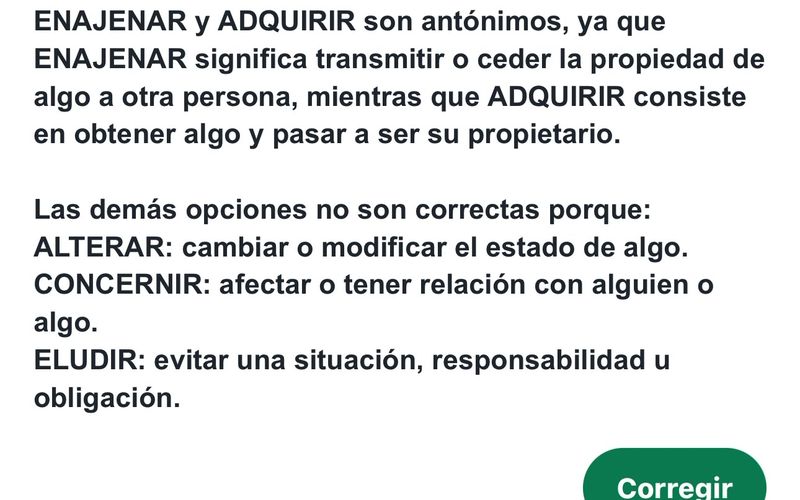 ENAJENAR y ADQUIRIR son antónimos, ya que
ENAJENAR significa transmitir o ceder la propiedad de
algo a otra persona, mientras que ADQUIRIR consiste
en obtener algo y pasar a ser su propietario.
Las demás opciones no son correctas porque:
ALTERAR: cambiar o modificar el estado de algo.
CONCERNIR: afectar o tener relación con alguien o
algo.
ELUDIR: evitar una situación, responsabilidad u
obligación.
Corregir